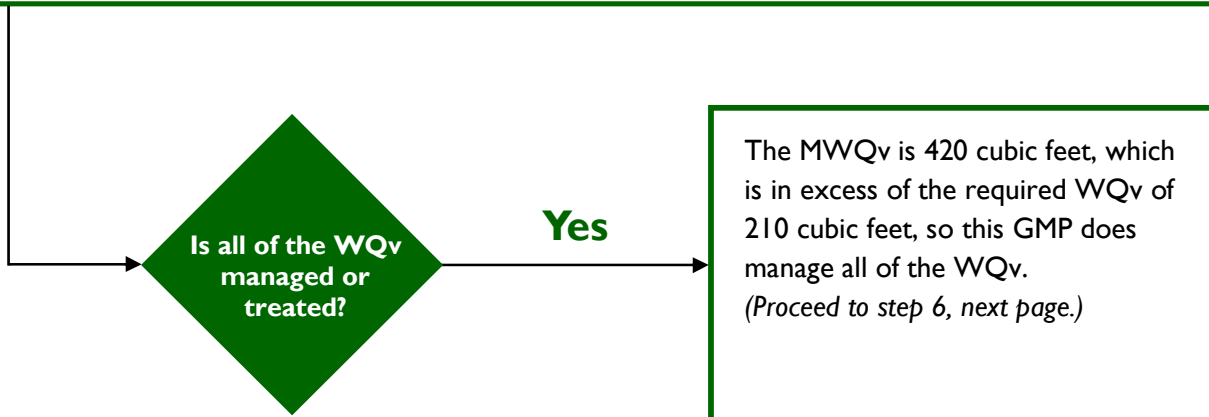 Is all of the WQv
managed or
treated?
Yes
The MWQv is 420 cubic feet, which
is in excess of the required WQv of
210 cubic feet, so this GMP does
manage all of the WQv.
(Proceed to step 6, next page.)